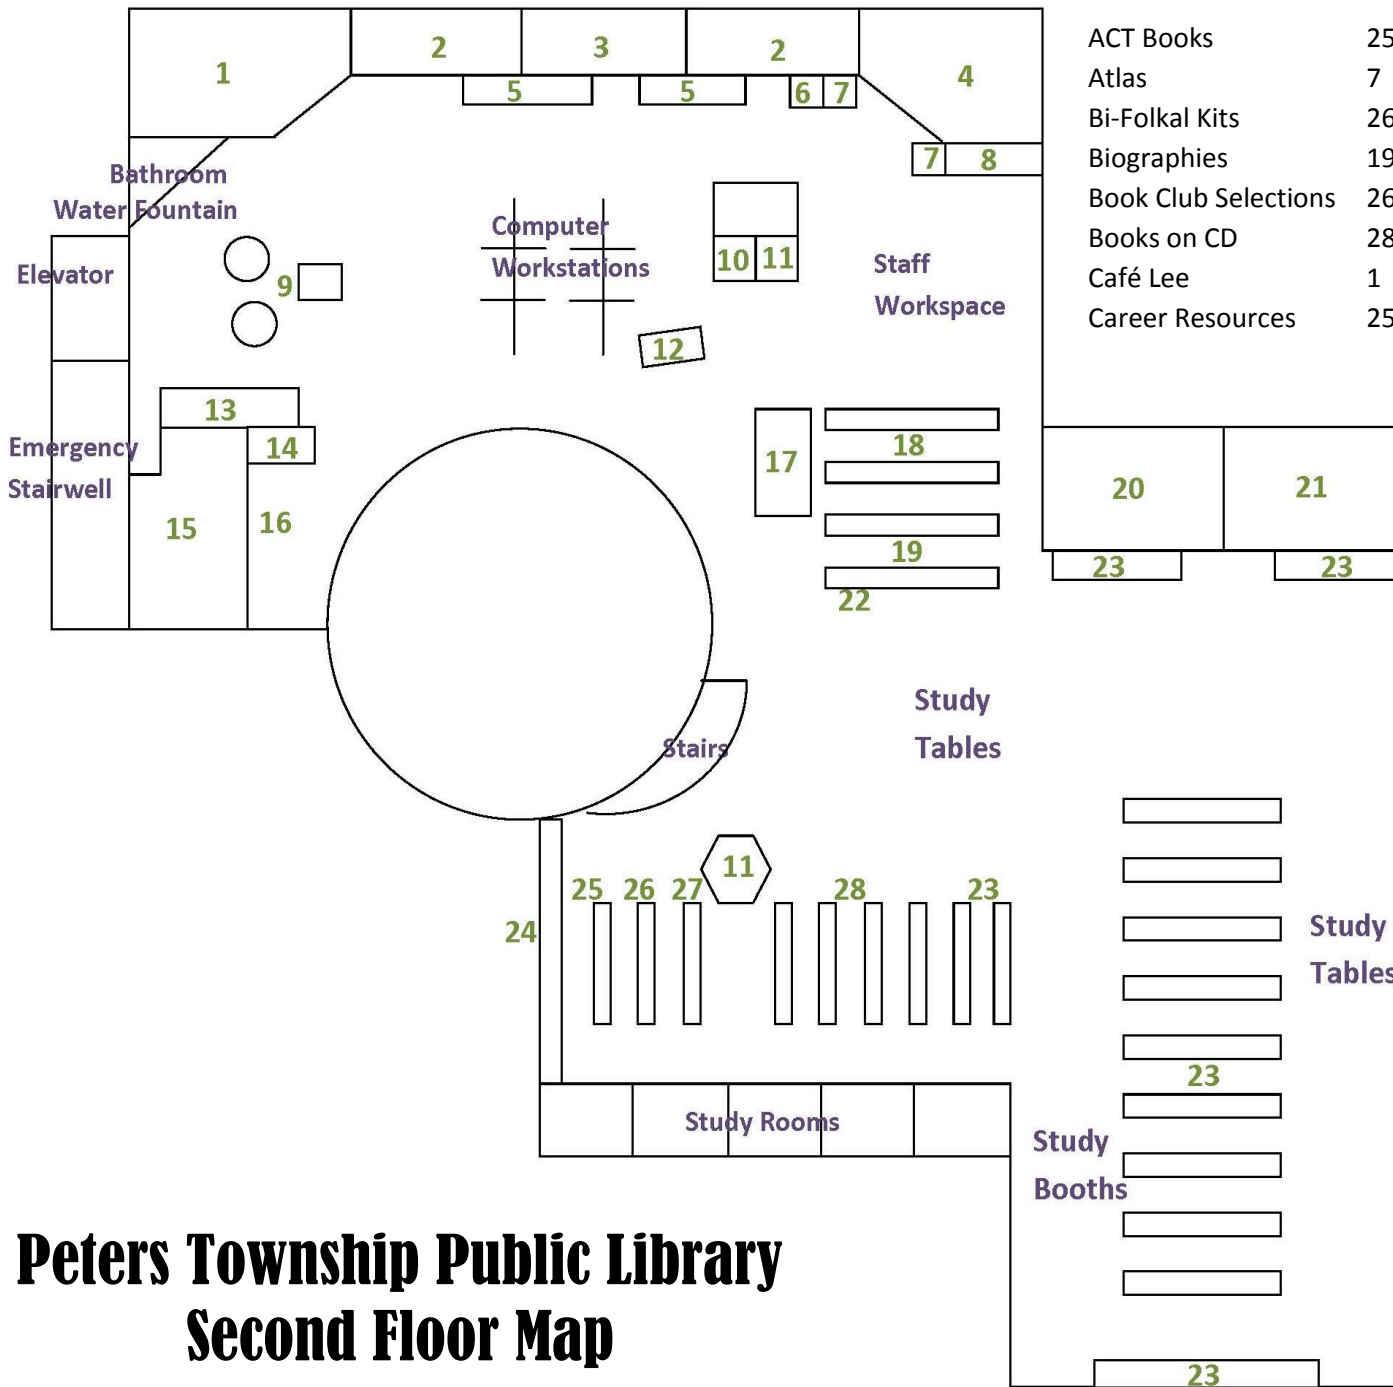 1
2
3
2
4
5
5
6
7
7
8
ACT Books 25
Atlas 7
Bi-Folkal Kits 26
Biographies 19
Book Club Selections 26
Books on CD 28
Café Lee 1
Career Resources 25
Bathroom
Water Fountain
Elevator
9
Computer
Workstations
10
11
12
Staff
Workspace
13
14
Emergency
Stairwell
15
16
17
18
19
22
20
21
23
23
Study
Tables
Stairs
11
25
26
27
28
23
24
Study
Tables
23
Study Rooms
Study
Booths
23
Peters Township Public Library
Second Floor Map